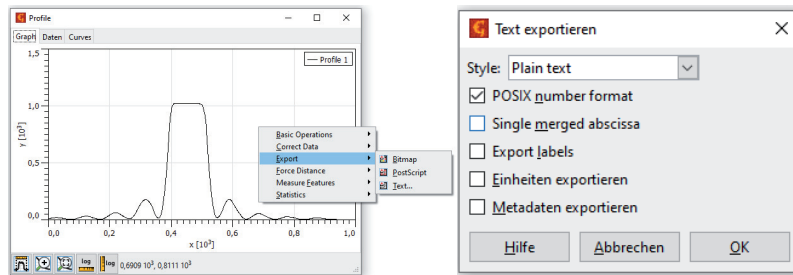 Profile
Graph Daten Curves
1,5
Profile 1
1,0
y [10³]
0,5
0,0
0,0 0,2 0,4 0,6 0,8 1,0
x [10³]
Basic Operations
Correct Data
Export
Force Distance
Measure Features
Statistics
Bitmap
PostScript
Text...
log log 0,6909 10³, 0,8111 10³
Text exportieren
Style: Plain text
POSIX number format
Single merged abscissa
Export labels
Einheiten exportieren
Metadaten exportieren
Hilfe Abbrechen OK